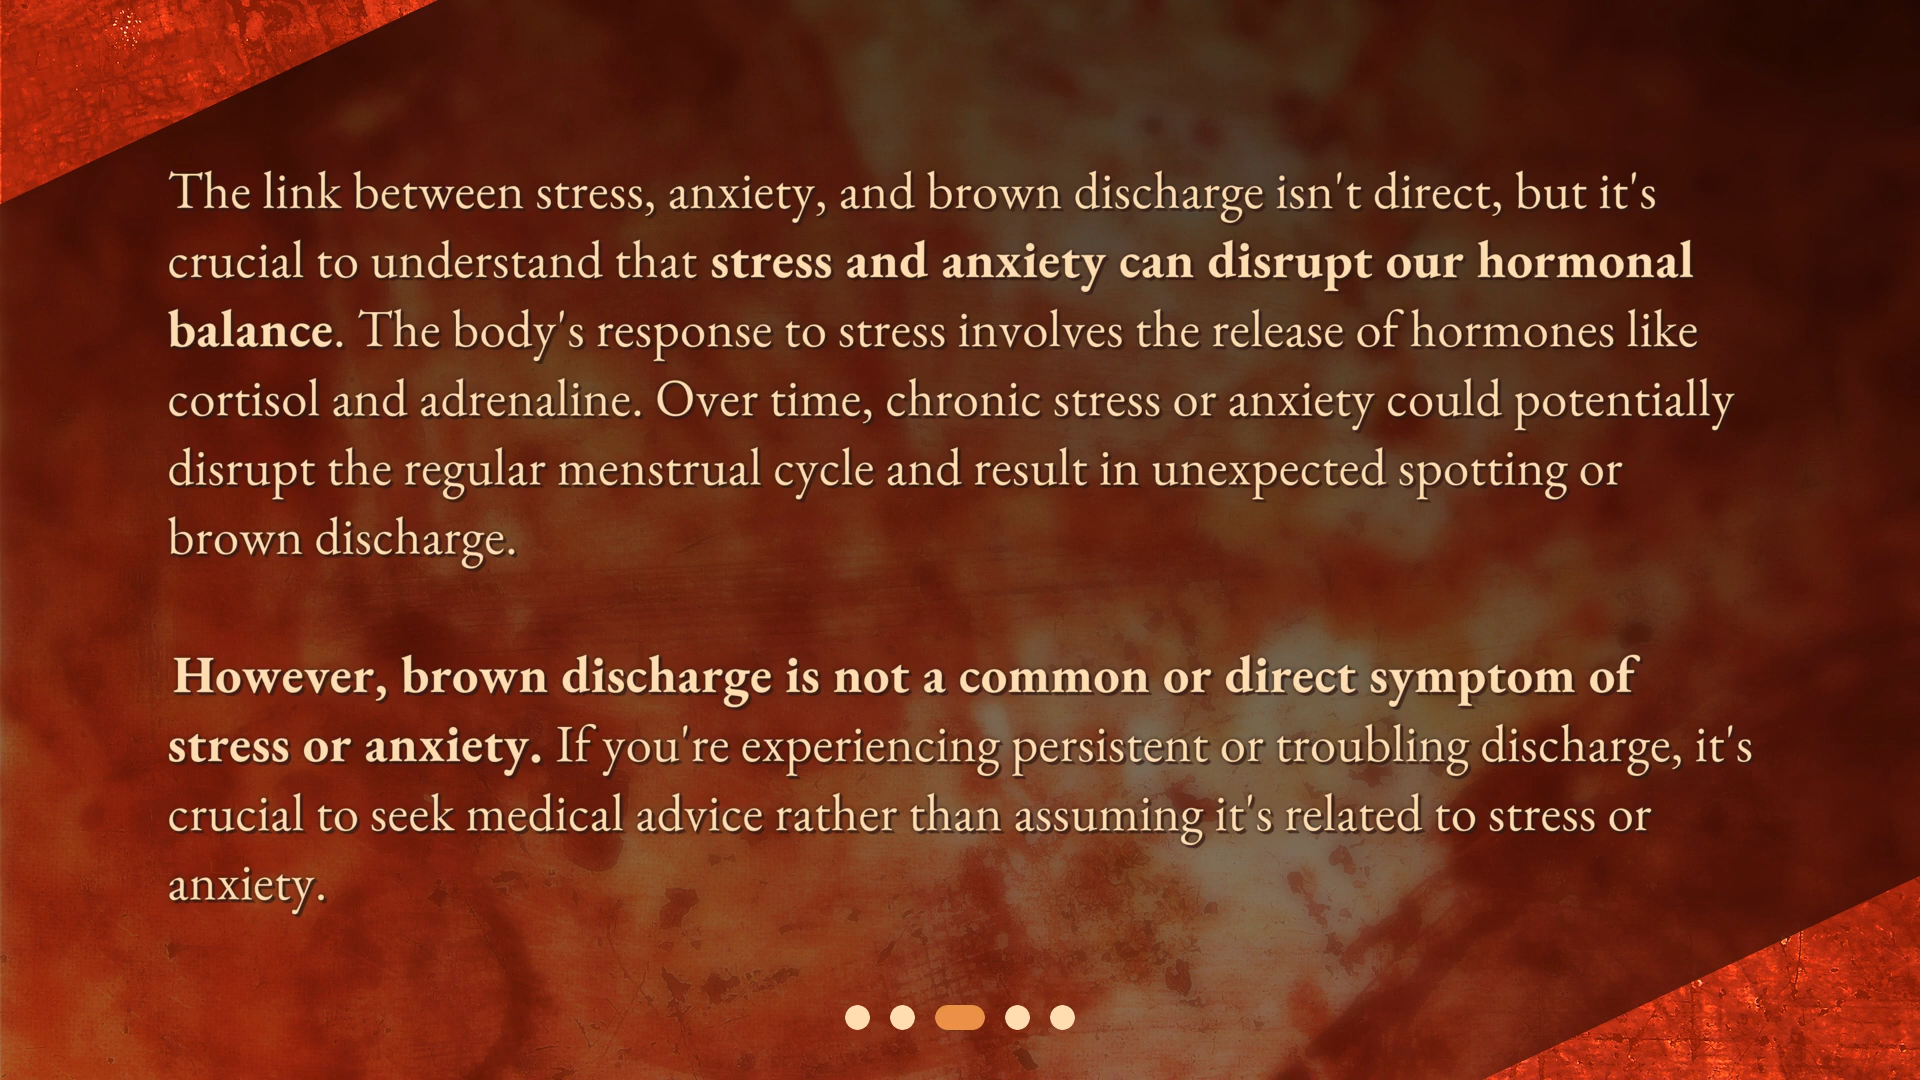 The link between stress, anxiety, and brown discharge isn't direct, but it's
crucial to understand that stress and anxiety can disrupt our hormonal
balance. The body's response to stress involves the release of hormones like
cortisol and adrenaline. Over time, chronic stress or anxiety could potentially
disrupt the regular menstrual cycle and result in unexpected spotting or
brown discharge.
However, brown discharge is not a common or direct symptom of
stress or anxiety. If you're experiencing persistent or troubling discharge, it's
crucial to seek medical advice rather than assuming it's related to stress or
anxiety.